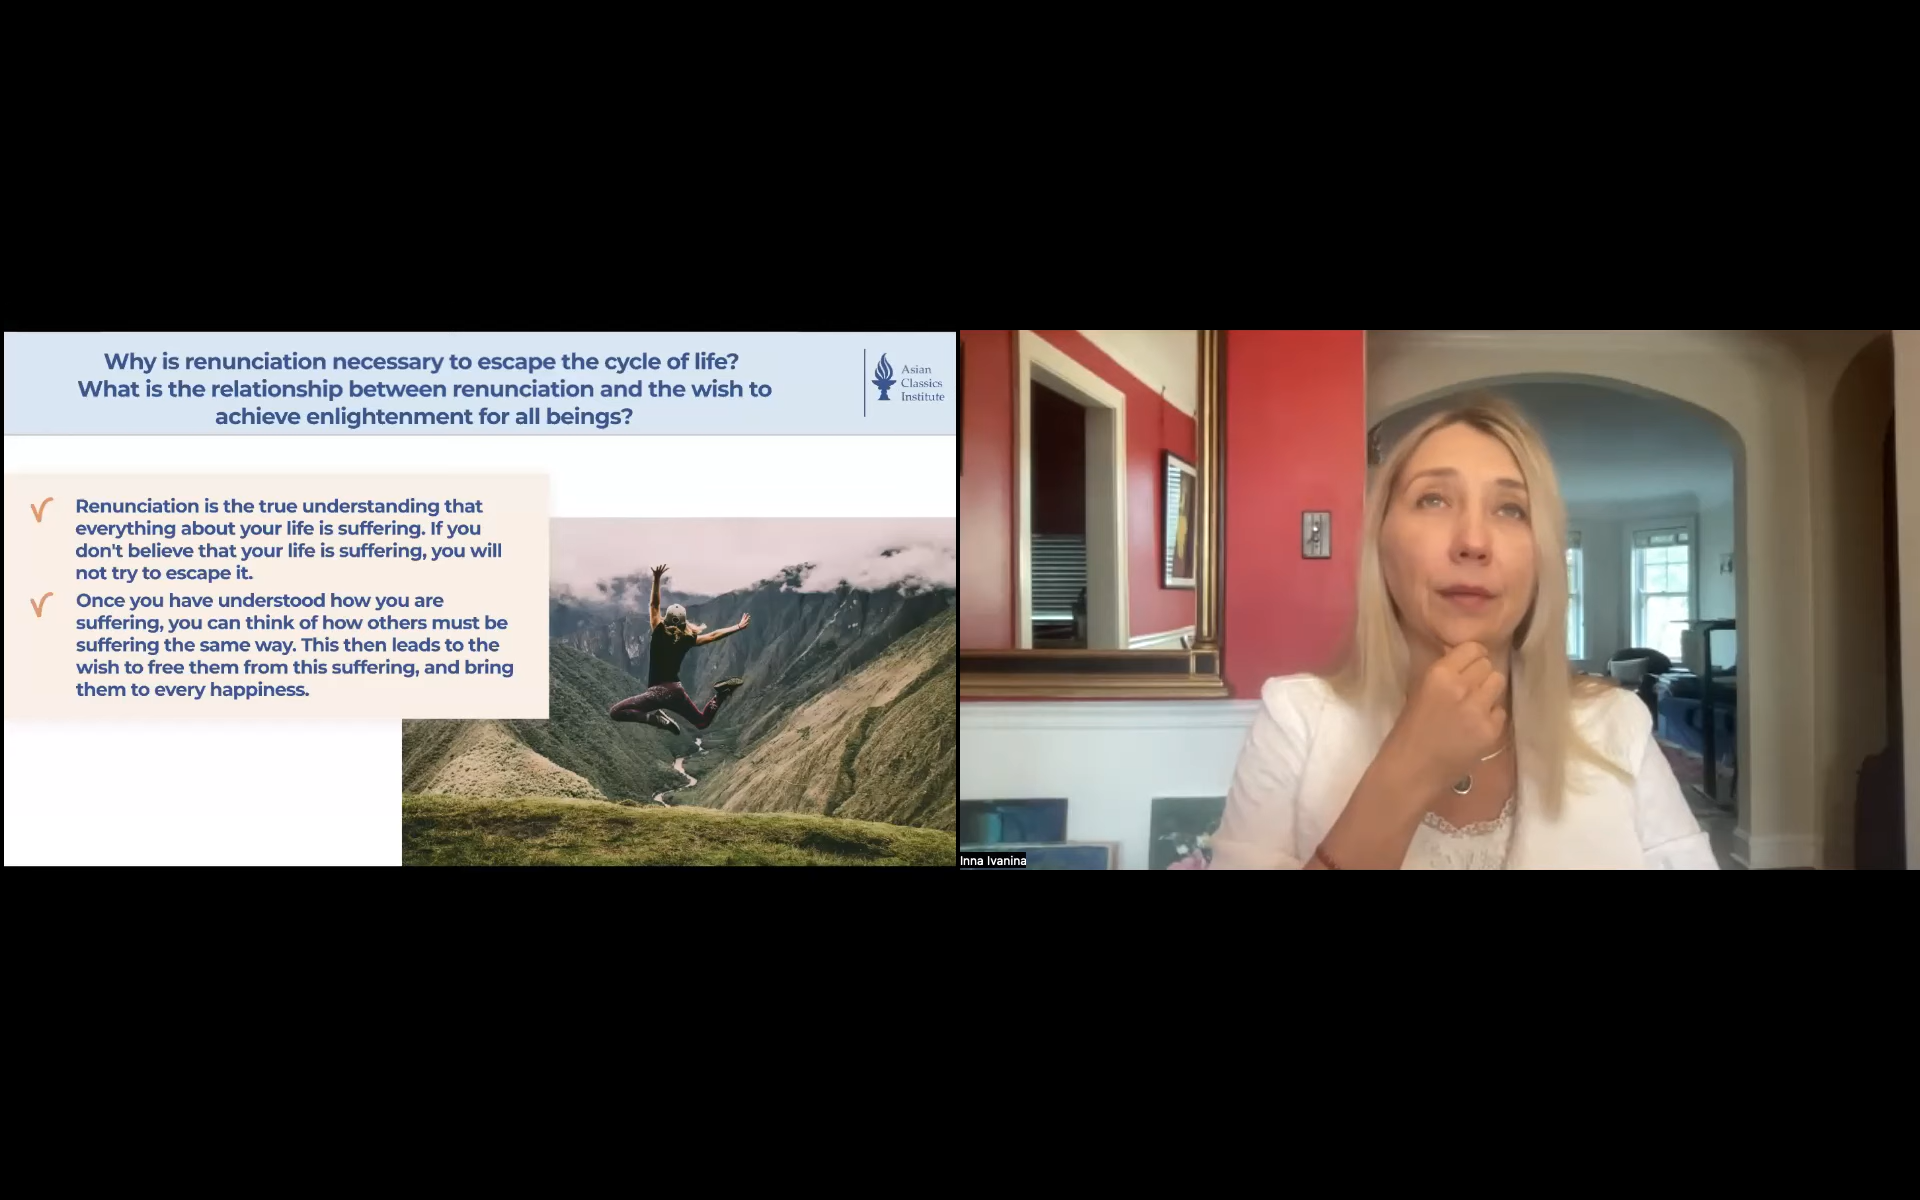 Why is renunciation necessary to escape the cycle of life?
What is the relationship between renunciation and the wish to
achieve enlightenment for all beings?
Asian
Classics
Institute
Renunciation is the true understanding that
everything about your life is suffering. If you
don't believe that your life is suffering, you will
not try to escape it.
Once you have understood how you are
suffering, you can think of how others must be
suffering the same way. This then leads to the
wish to free them from this suffering, and bring
them to every happiness.
Inna Ivanina